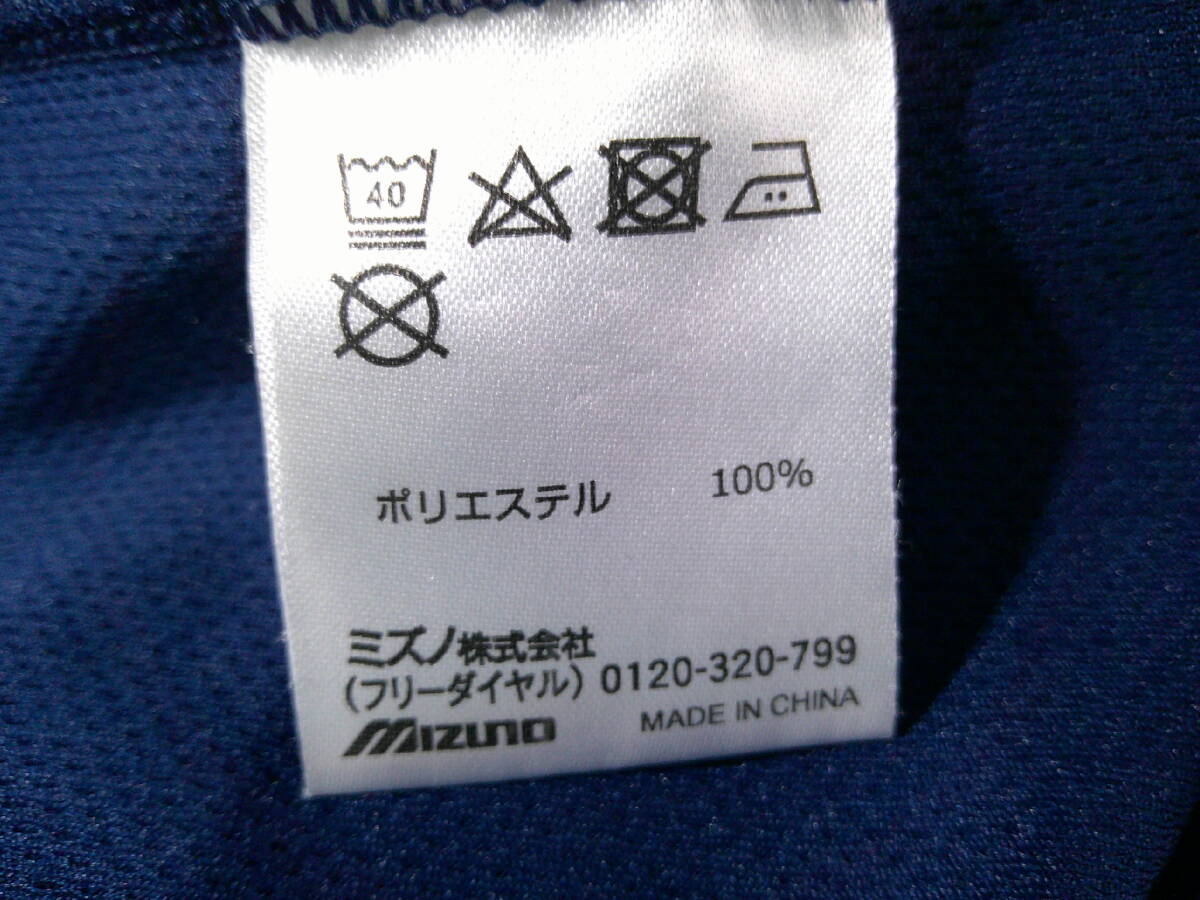 40
ポリエステル 100%
ミズノ株式会社
(フリーダイヤル) 0120-320-799
MIZUNO MADE IN CHINA